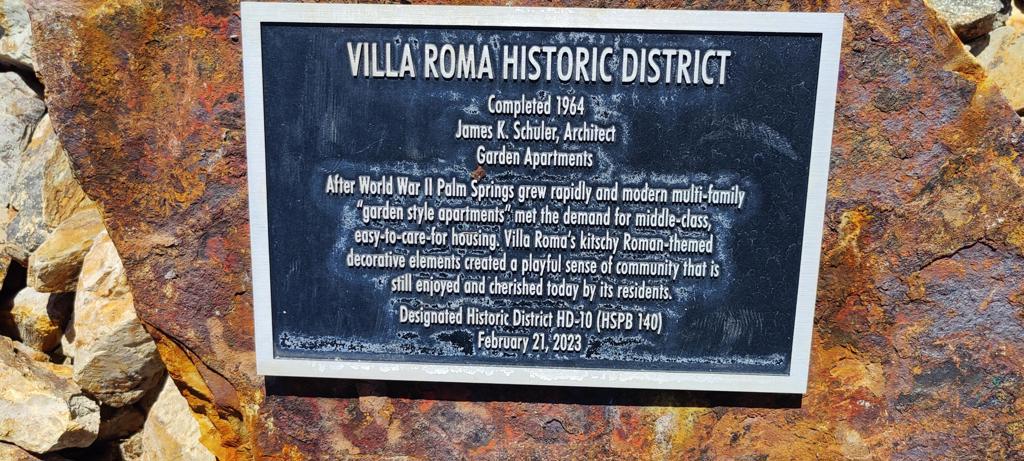 VILLA ROMA HISTORIC DISTRICT
Completed 1964
James K. Schuler, Architect
Garden Apartments
After World War II Palm Springs grew rapidly and modern multi-family
“garden style apartments” met the demand for middle-class,
easy-to-care-for housing. Villa Roma's kitschy Roman-themed
decorative elements created a playful sense of community that is
still enjoyed and cherished today by its residents.
Designated Historic District HD-10 (HSPB 140)
February 21, 2023